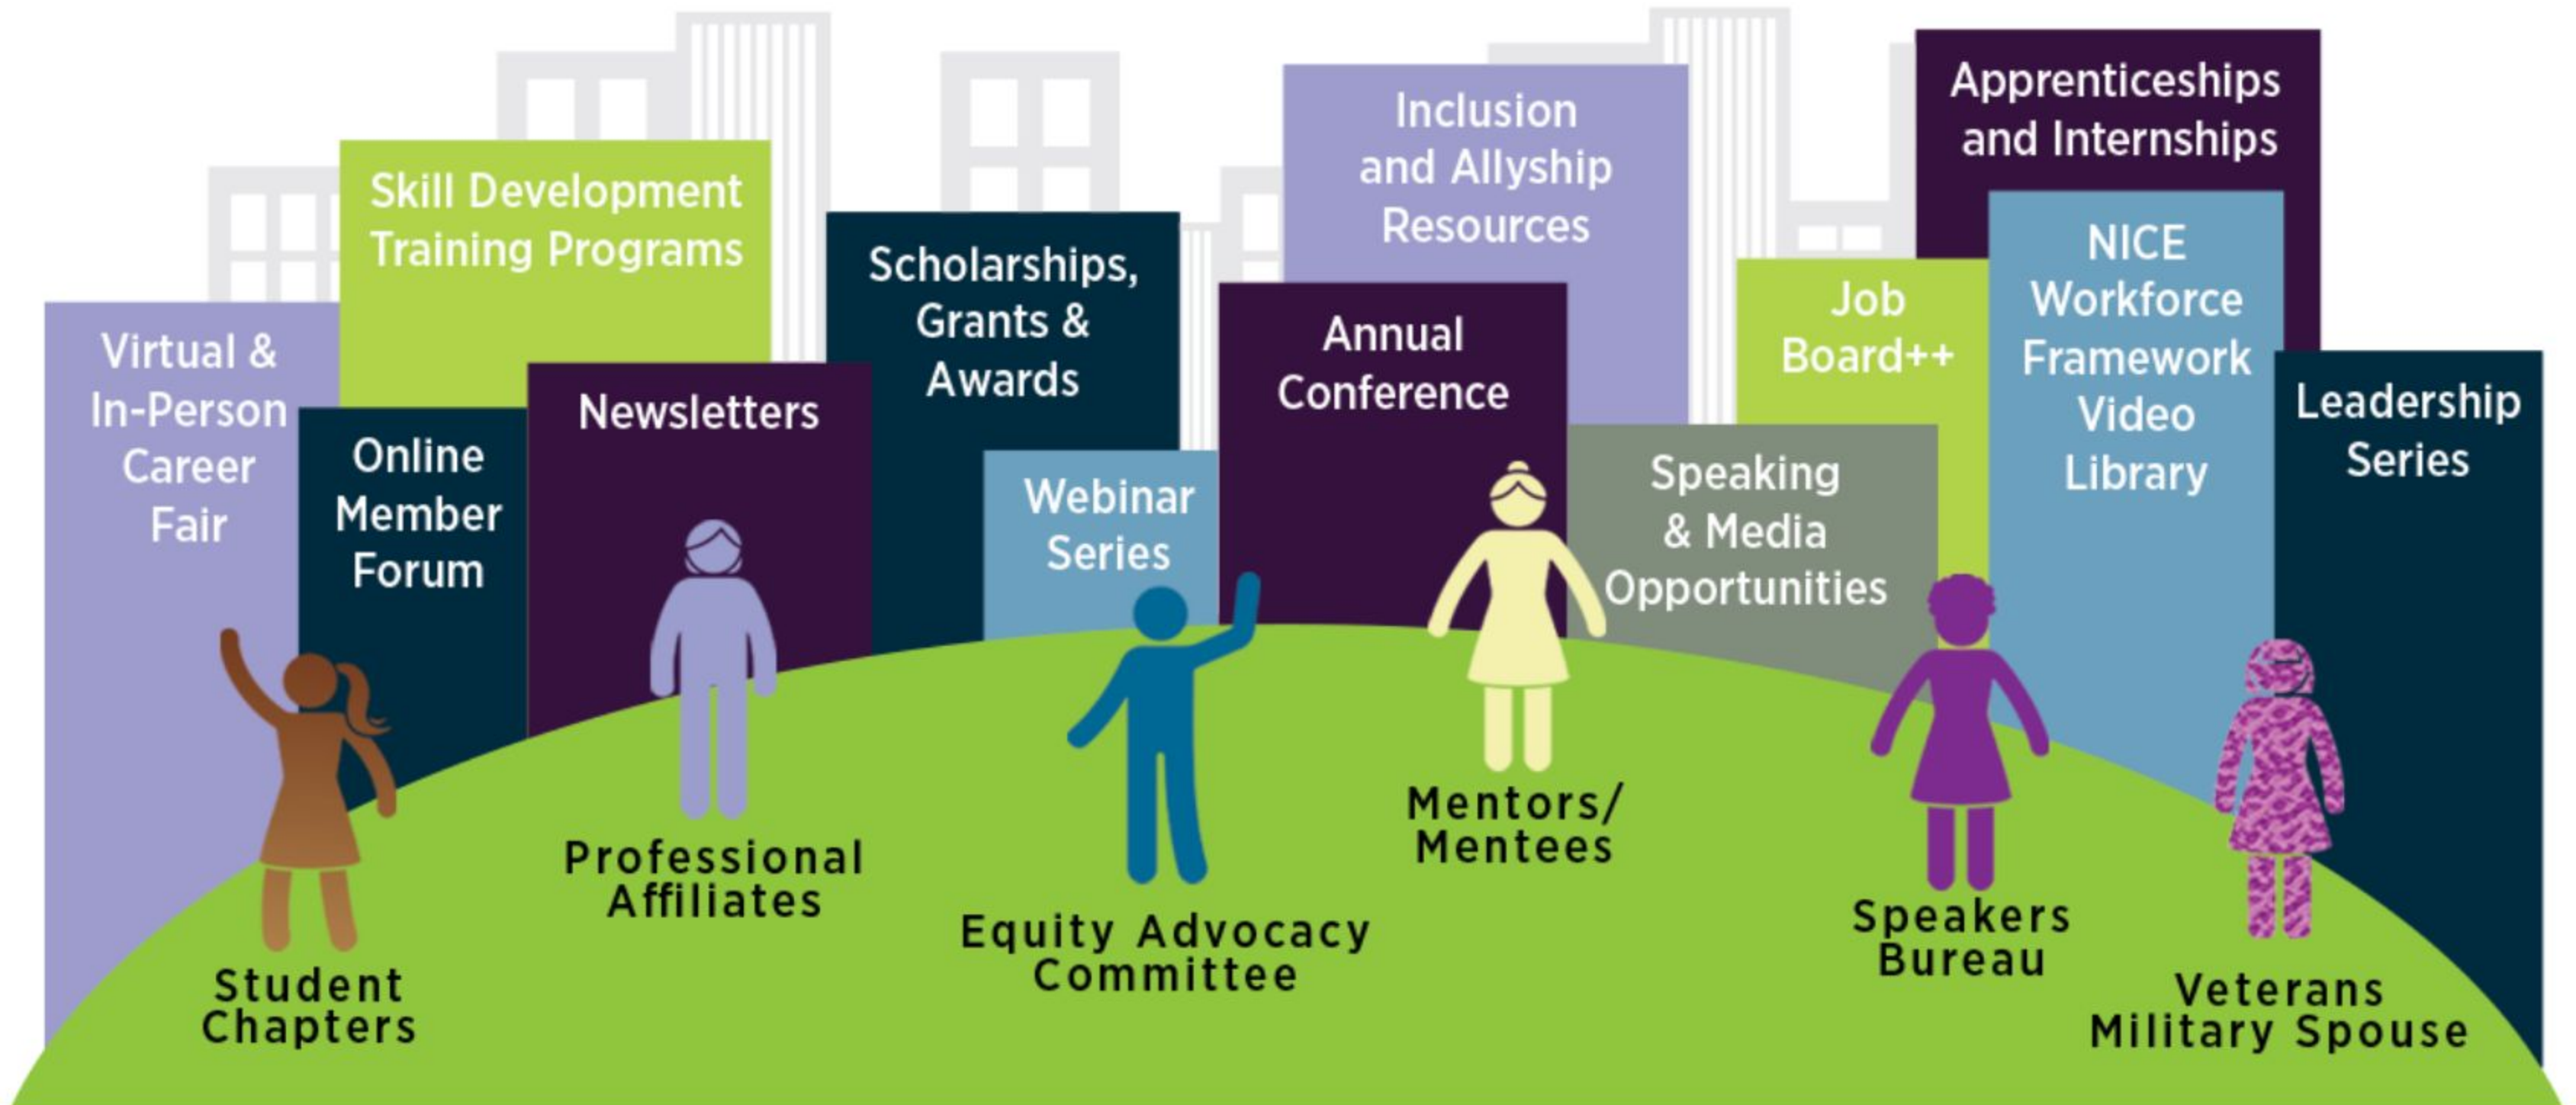 Virtual &
In-Person
Career
Fair
Skill Development
Training Programs
Online
Member
Forum
Newsletters
Scholarships,
Grants &
Awards
Webinar
Series
Inclusion
and Allyship
Resources
Annual
Conference
Speaking
& Media
Opportunities
Job
Board++
Apprenticeships
and Internships
NICE
Workforce
Framework
Video
Library
Leadership
Series
Student
Chapters
Professional
Affiliates
Equity Advocacy
Committee
Mentors/
Mentees
Speakers
Bureau
Veterans
Military Spouse